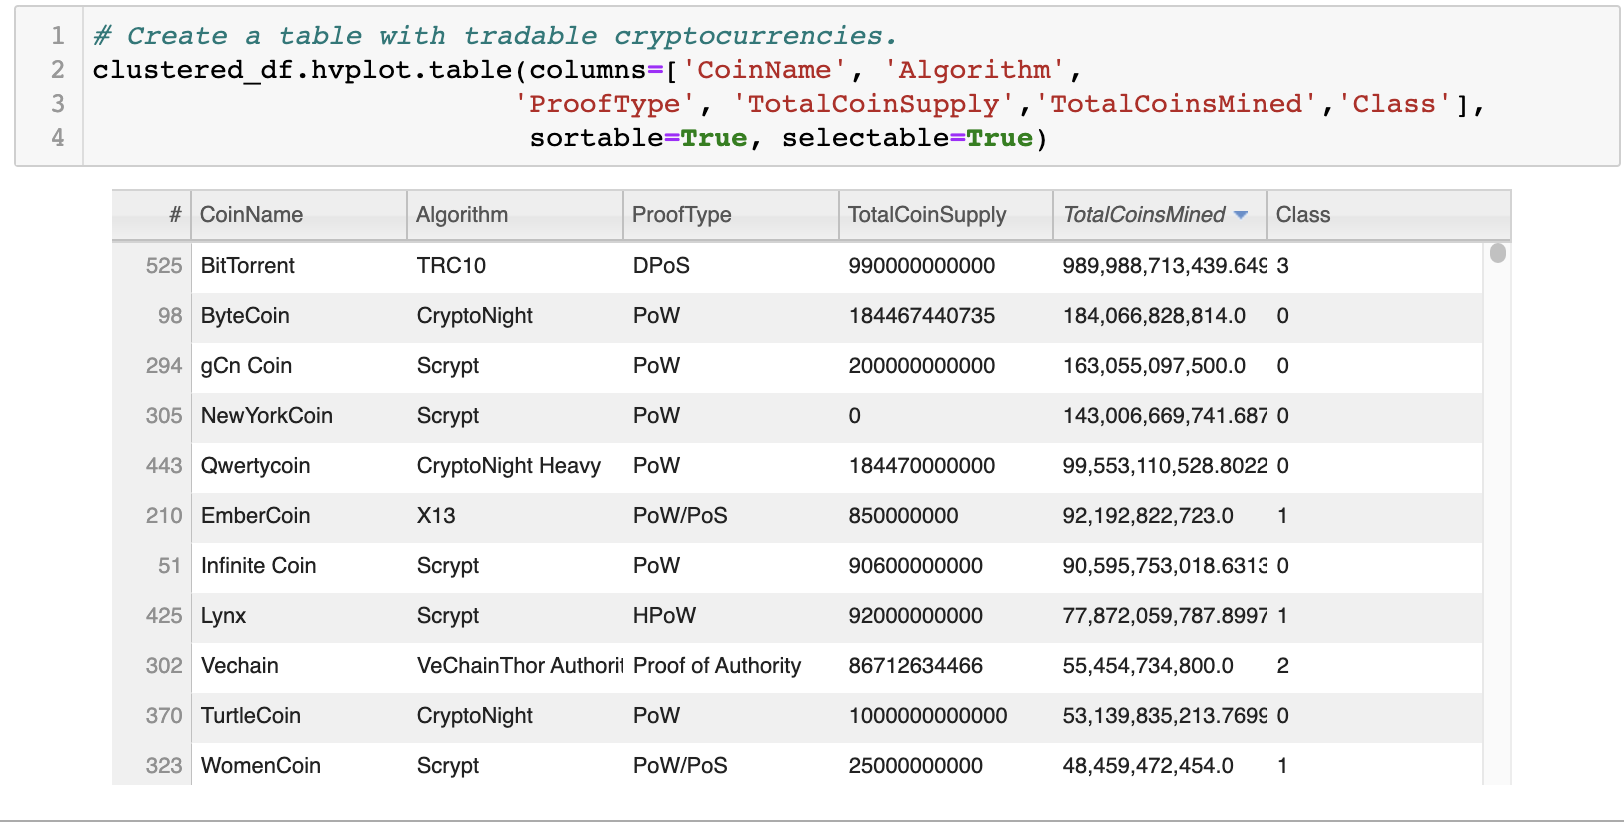 1 # Create a table with tradable cryptocurrencies.
2 clustered_df.hvplot.table(columns=['CoinName', 'Algorithm',
3 'ProofType', 'TotalCoinSupply','TotalCoinsMined','Class'],
4 sortable=True, selectable=True)
# CoinName Algorithm ProofType TotalCoinSupply TotalCoinsMined Class
525 BitTorrent TRC10 DPoS 990000000000 989,988,713,439.649 3
98 ByteCoin CryptoNight PoW 184467440735 184,066,828,814.0 0
294 gCn Coin Scrypt PoW 200000000000 163,055,097,500.0 0
305 NewYorkCoin Scrypt PoW 0 143,006,669,741.687 0
443 Qwertycoin CryptoNight Heavy PoW 184470000000 99,553,110,528.8022 0
210 EmberCoin X13 PoW/PoS 850000000 92,192,822,723.0 1
51 Infinite Coin Scrypt PoW 90600000000 90,595,753,018.6313 0
425 Lynx Scrypt HPoW 92000000000 77,872,059,787.8997 1
302 Vechain VeChainThor Authorit Proof of Authority 86712634466 55,454,734,800.0 2
370 TurtleCoin CryptoNight PoW 1000000000000 53,139,835,213.7699 0
323 WomenCoin Scrypt PoW/PoS 25000000000 48,459,472,454.0 1